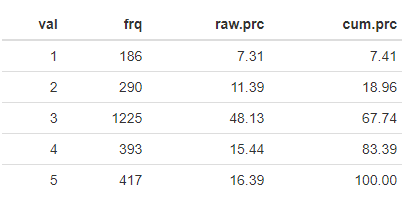 val frq raw.prc cum.prc
1 186 7.31 7.41
2 290 11.39 18.96
3 1225 48.13 67.74
4 393 15.44 83.39
5 417 16.39 100.00